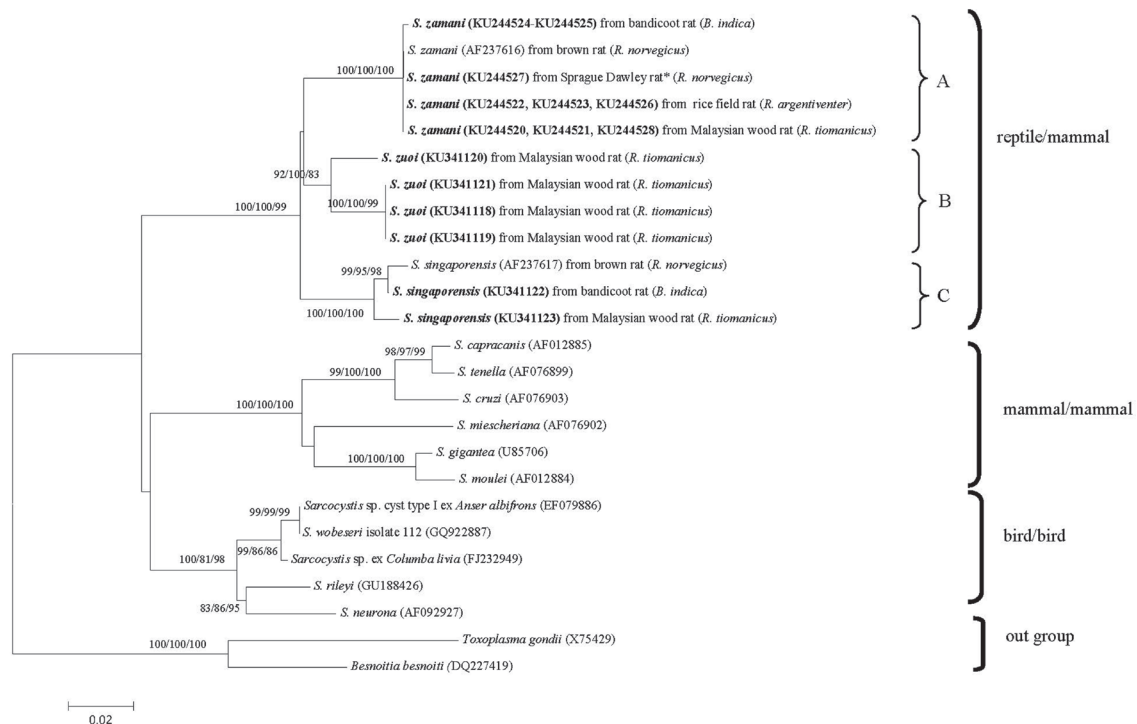 S. zamani (KU244524-KU244525) from bandicoot rat (B. indica)
S. zamani (AF237616) from brown rat (R. norvegicus)
100/100/100
S. zamani (KU244527) from Sprague Dawley rat* (R. norvegicus)
A
S. zamani (KU244522, KU244523, KU244526) from rice field rat (R. argentiventer)
S. zamani (KU244520, KU244521, KU244528) from Malaysian wood rat (R. tiomanicus)
reptile/mammal
S. zuoi (KU341120) from Malaysian wood rat (R. tiomanicus)
92/100/83
S. zuoi (KU341121) from Malaysian wood rat (R. tiomanicus)
100/100/99
100/100/99
B
S. zuoi (KU341118) from Malaysian wood rat (R. tiomanicus)
S. zuoi (KU341119) from Malaysian wood rat (R. tiomanicus)
S. singaporensis (AF237617) from brown rat (R. norvegicus)
99/95/98
S. singaporensis (KU341122) from bandicoot rat (B. indica)
C
100/100/100
S. singaporensis (KU341123) from Malaysian wood rat (R. tiomanicus)
S. capracanis (AF012885)
98/97/99
S. tenella (AF076899)
99/100/100
S. cruzi (AF076903)
100/100/100
mammal/mammal
S. miescheriana (AF076902)
S. gigantea (U85706)
100/100/100
S. moulei (AF012884)
Sarcocystis sp. cyst type I ex Anser albifrons (EF079886)
99/99/99
S. wobeseri isolate 112 (GQ922887)
bird/bird
99/86/86
Sarcocystis sp. ex Columba livia (FJ232949)
100/81/98
S. rileyi (GU188426)
83/86/95
S. neurona (AF092927)
Toxoplasma gondii (X75429)
out group
100/100/100
Besnoitia besnoiti (DQ227419)
0.02